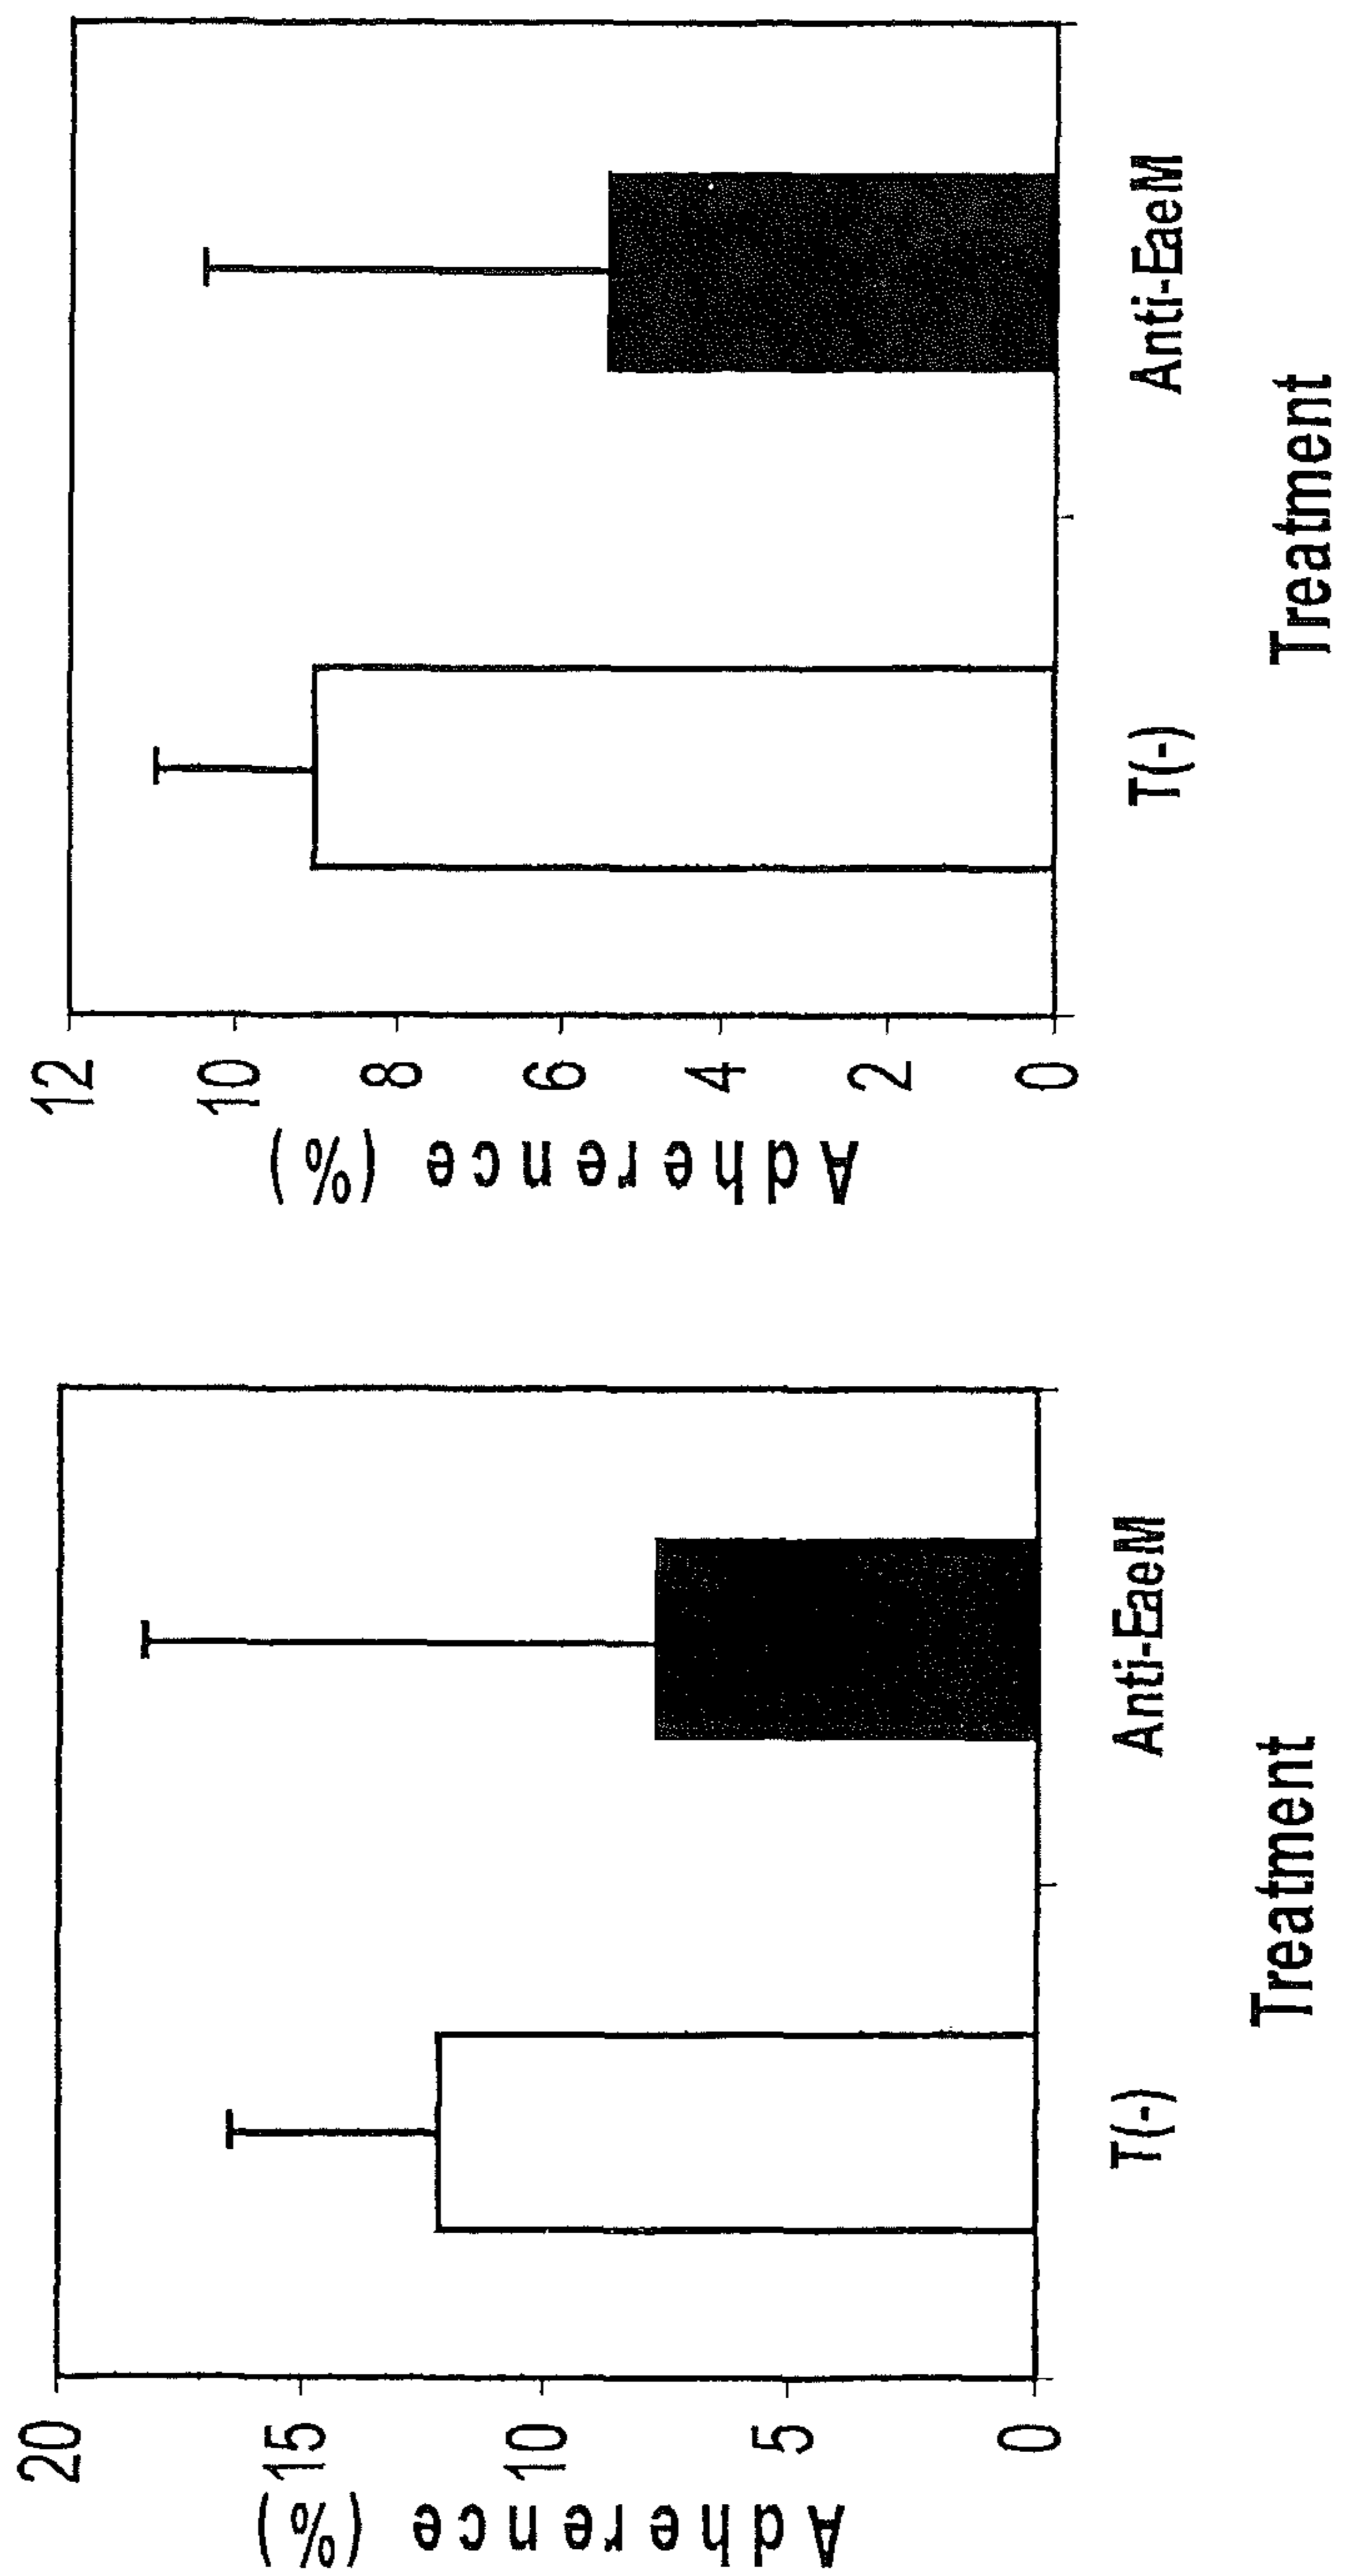 Adherence (%)
20
15
10
5
0
T(-)
Anti-EaeM
Treatment
Adherence (%)
12
10
8
6
4
2
0
T(-)
Anti-EaeM
Treatment